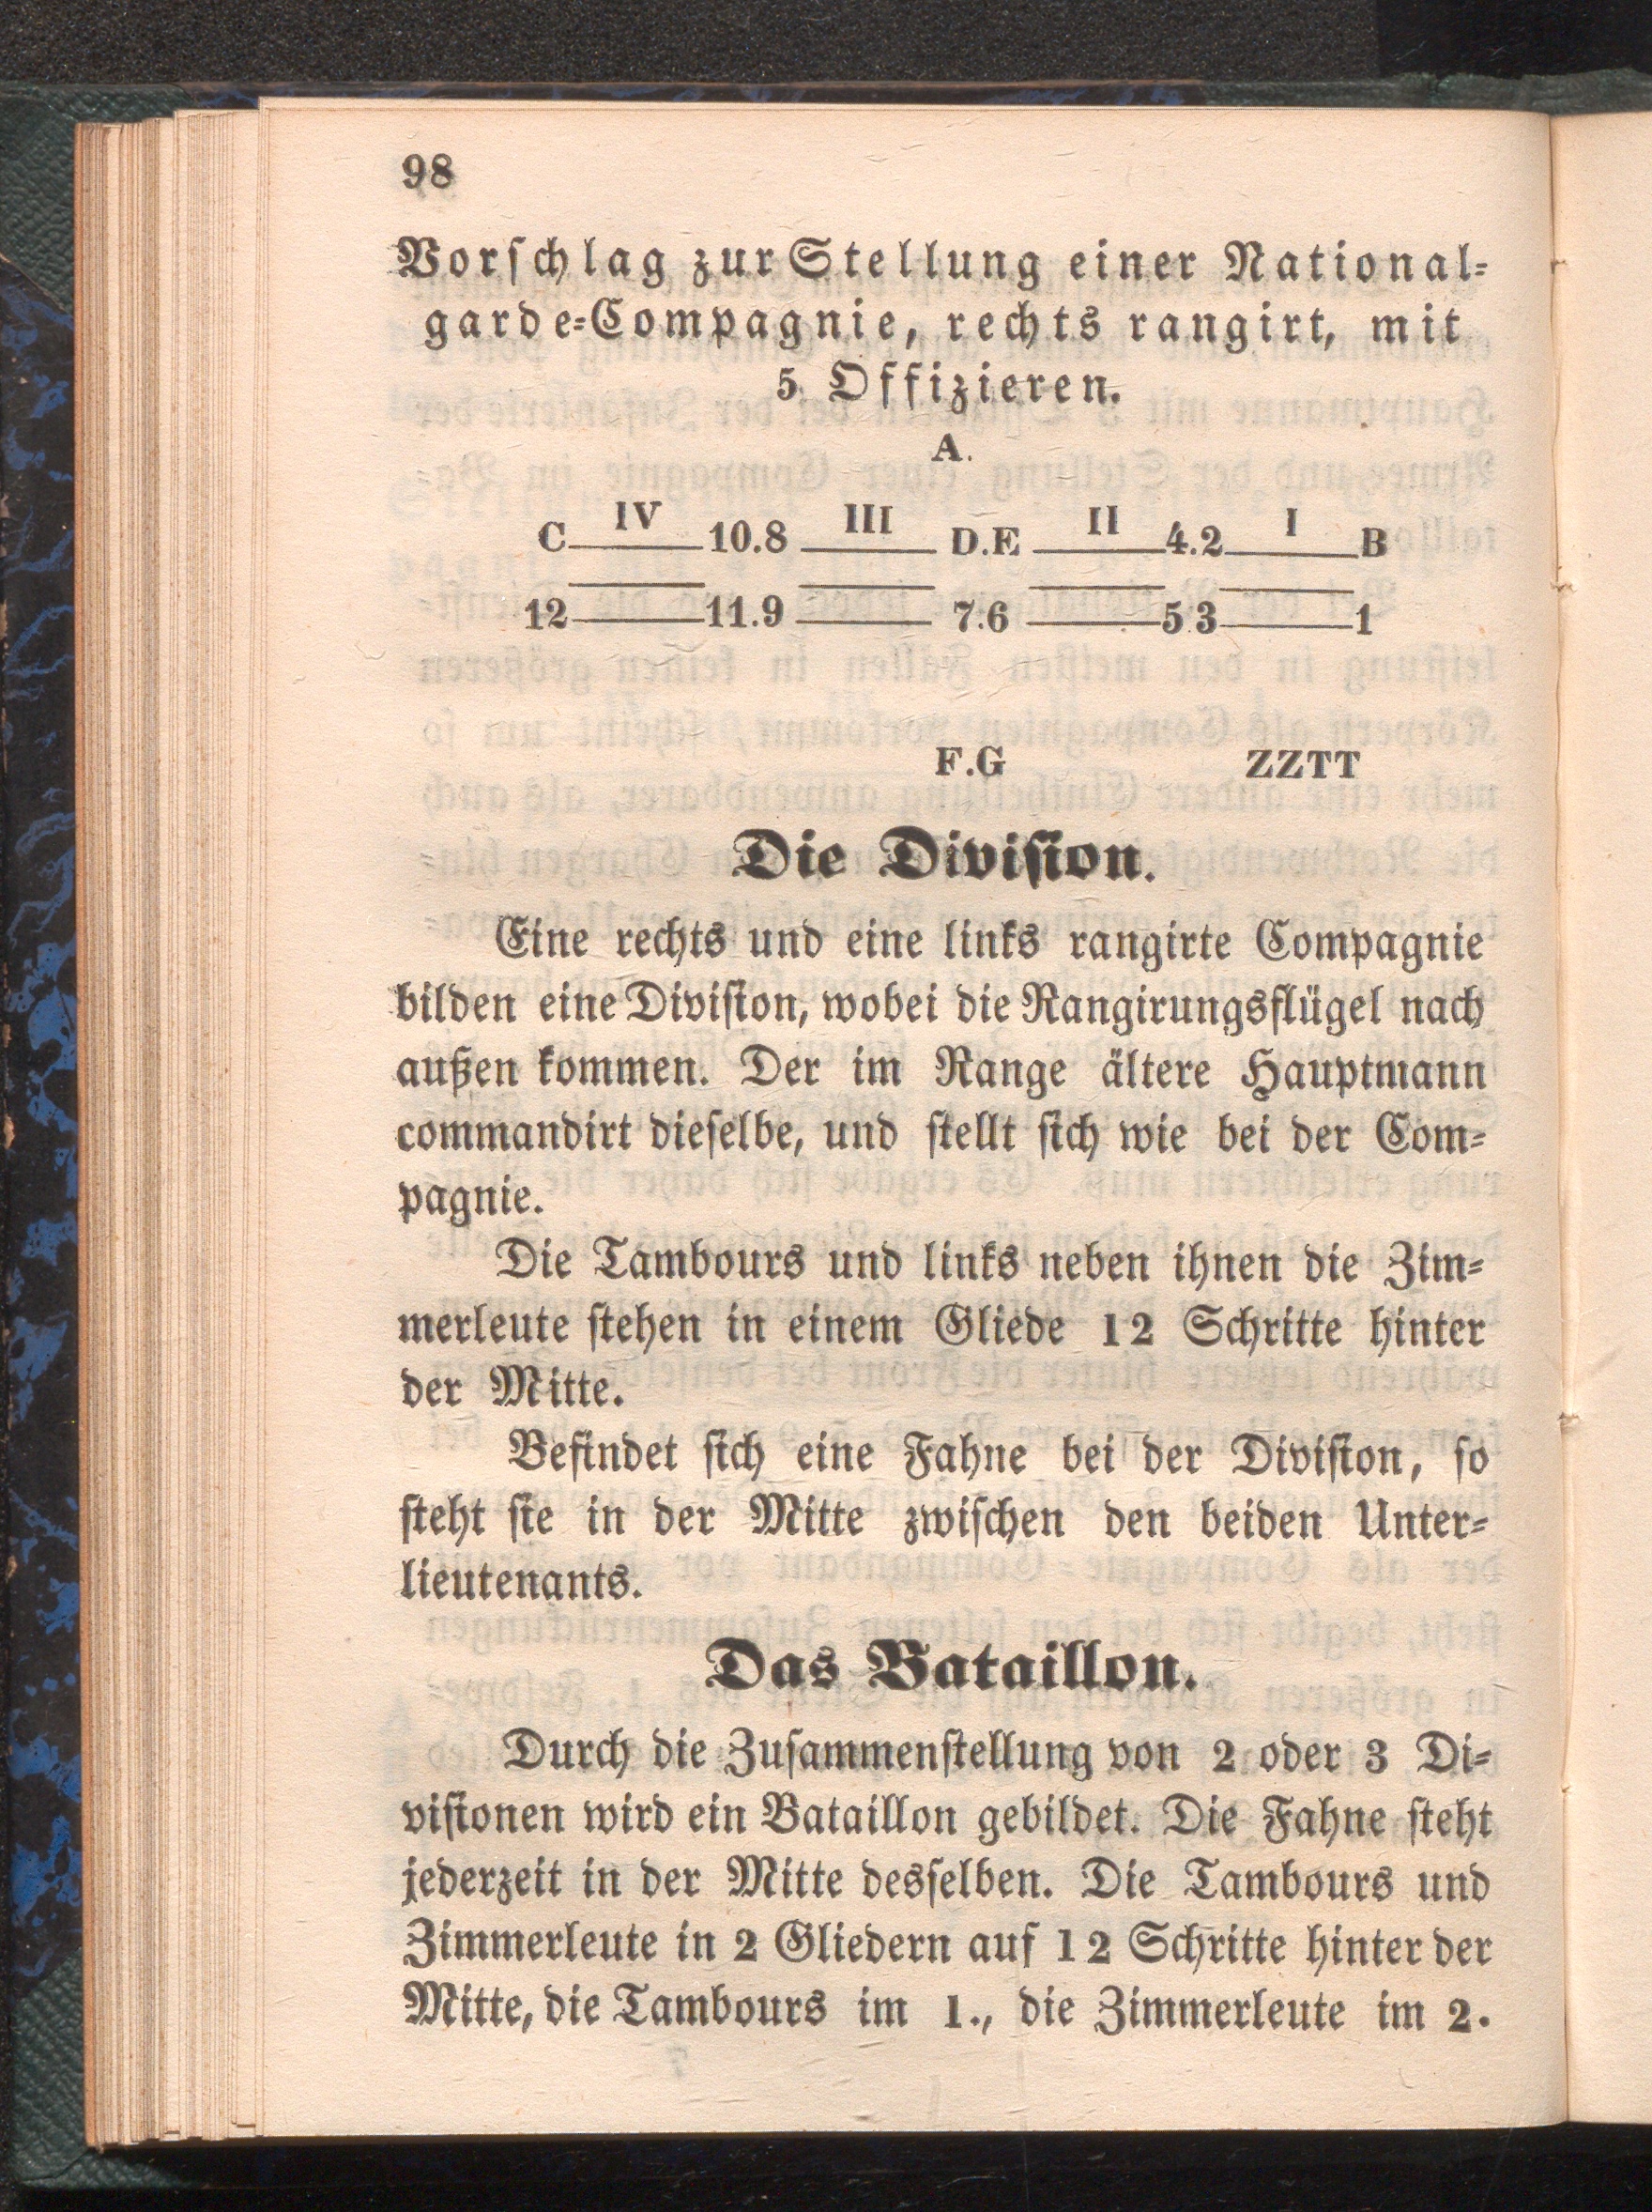 98
Vorschlag zur Stellung einer National-
garde-Compagnie, rechts rangirt, mit
5 Offizieren.
A.
C IV 10.8 III D.E II 4.2 I B
12 11.9 7.6 5 3 1
F.G ZZTT
Die Division.
Eine rechts und eine links rangirte Compagnie
bilden eine Division, wobei die Rangirungsflügel nach
außen kommen. Der im Range ältere Hauptmann
commandirt dieselbe, und stellt sich wie bei der Com-
pagnie.
Die Tambours und links neben ihnen die Zim-
merleute stehen in einem Gliede 12 Schritte hinter
der Mitte.
Befindet sich eine Fahne bei der Division, so
steht sie in der Mitte zwischen den beiden Unter-
lieutenants.
Das Bataillon.
Durch die Zusammenstellung von 2 oder 3 Di-
visionen wird ein Bataillon gebildet. Die Fahne steht
jederzeit in der Mitte desselben. Die Tambours und
Zimmerleute in 2 Gliedern auf 12 Schritte hinter der
Mitte, die Tambours im 1., die Zimmerleute im 2.